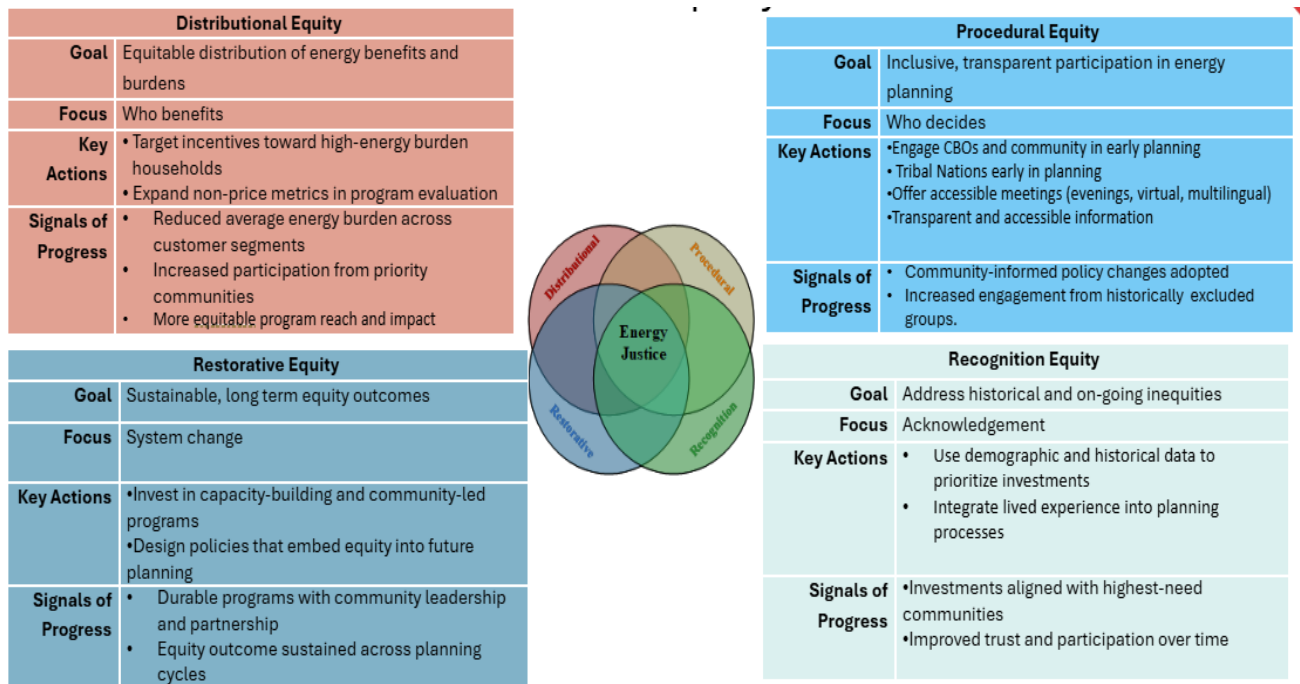 Distributional Equity
Goal Equitable distribution of energy benefits and
burdens
Focus Who benefits
Key • Target incentives toward high-energy burden
Actions households
• Expand non-price metrics in program evaluation
Signals of • Reduced average energy burden across
Progress customer segments
• Increased participation from priority
communities
• More equitable program reach and impact
Procedural Equity
Goal Inclusive, transparent participation in energy
planning
Focus Who decides
Key Actions •Engage CBOs and community in early planning
• Tribal Nations early in planning
•Offer accessible meetings (evenings, virtual, multilingual)
•Transparent and accessible information
Signals of • Community-informed policy changes adopted
Progress • Increased engagement from historically excluded
groups.
Distributional
Procedural
Energy
Justice
Restorative
Recognition
Restorative Equity
Goal Sustainable, long term equity outcomes
Focus System change
Key Actions •Invest in capacity-building and community-led
programs
•Design policies that embed equity into future
planning
Signals of • Durable programs with community leadership
Progress and partnership
• Equity outcome sustained across planning
cycles
Recognition Equity
Goal Address historical and on-going inequities
Focus Acknowledgement
Key Actions • Use demographic and historical data to
prioritize investments
• Integrate lived experience into planning
processes
Signals of •Investments aligned with highest-need
Progress communities
•Improved trust and participation over time